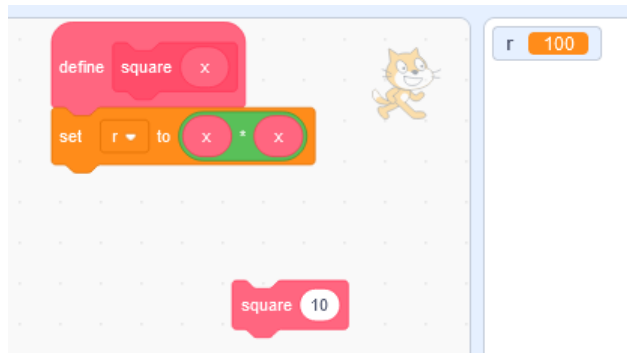 define square x
set r to x * x
square 10
r 100